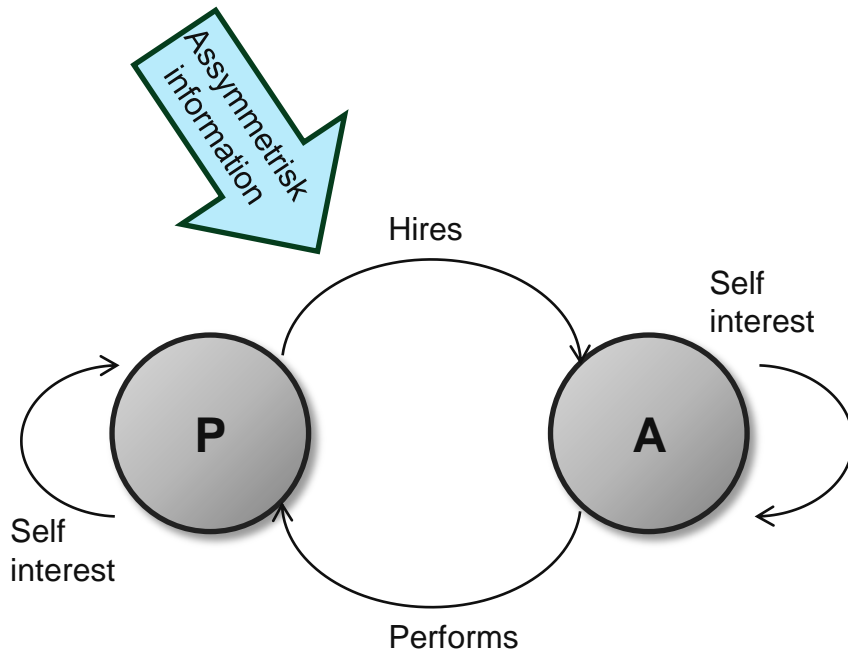 Assymmetrisk
information
Hires
Self
interest
P
A
Self
interest
Performs